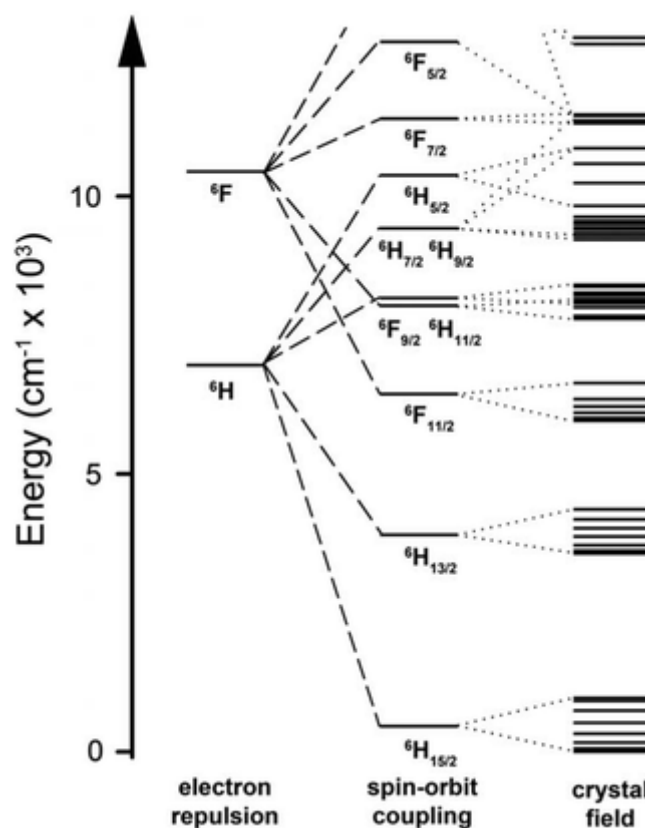 Energy (cm⁻¹ x 10³)
10
5
0
⁶F
⁶H
⁶F₅/₂
⁶F₇/₂
⁶H₅/₂
⁶H₇/₂ ⁶H₉/₂
⁶F₉/₂ ⁶H₁₁/₂
⁶F₁₁/₂
⁶H₁₃/₂
⁶H₁₅/₂
electron
repulsion
spin-orbit
coupling
crystal
field